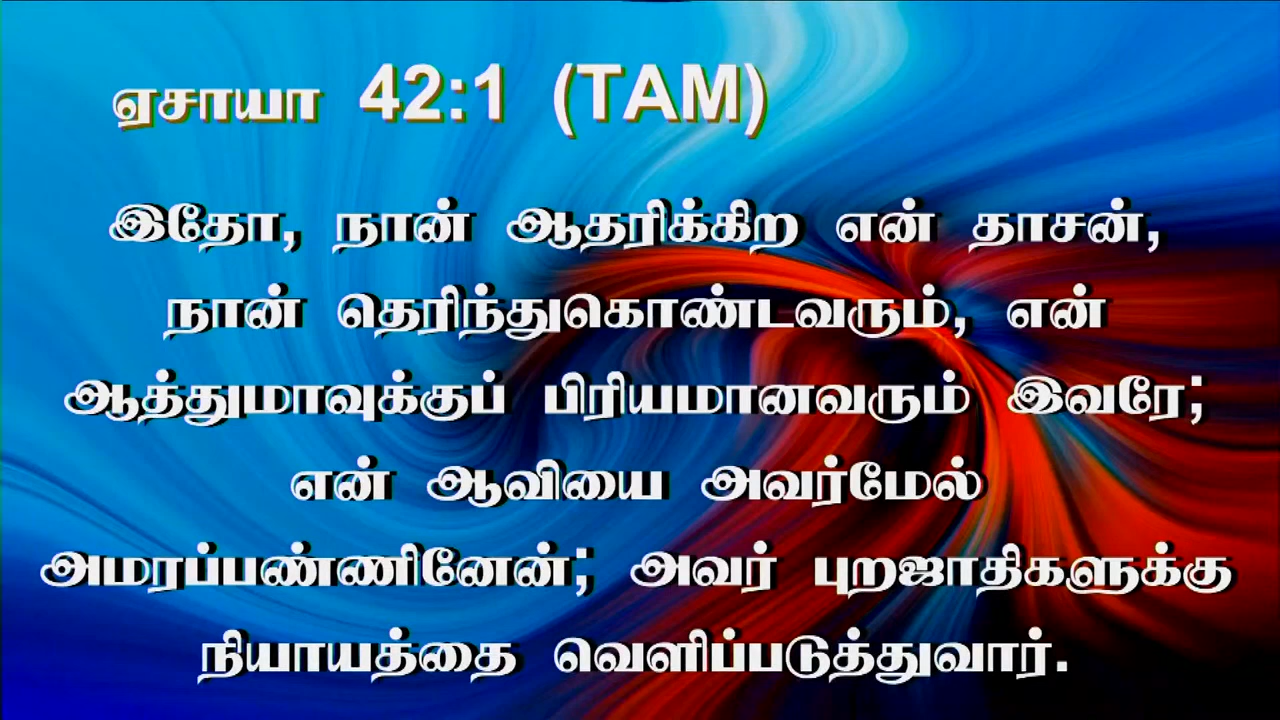 ஏசாயா 42:1 (TAM)
இதோ, நான் ஆதரிக்கிற என் தாசன்,
நான் தெரிந்துகொண்டவரும், என்
ஆத்துமாவுக்குப் பிரியமானவரும் இவரே;
என் ஆவியை அவர்மேல்
அமரப்பண்ணினேன்; அவர் புறஜாதிகளுக்கு
நியாயத்தை வெளிப்படுத்துவார்.